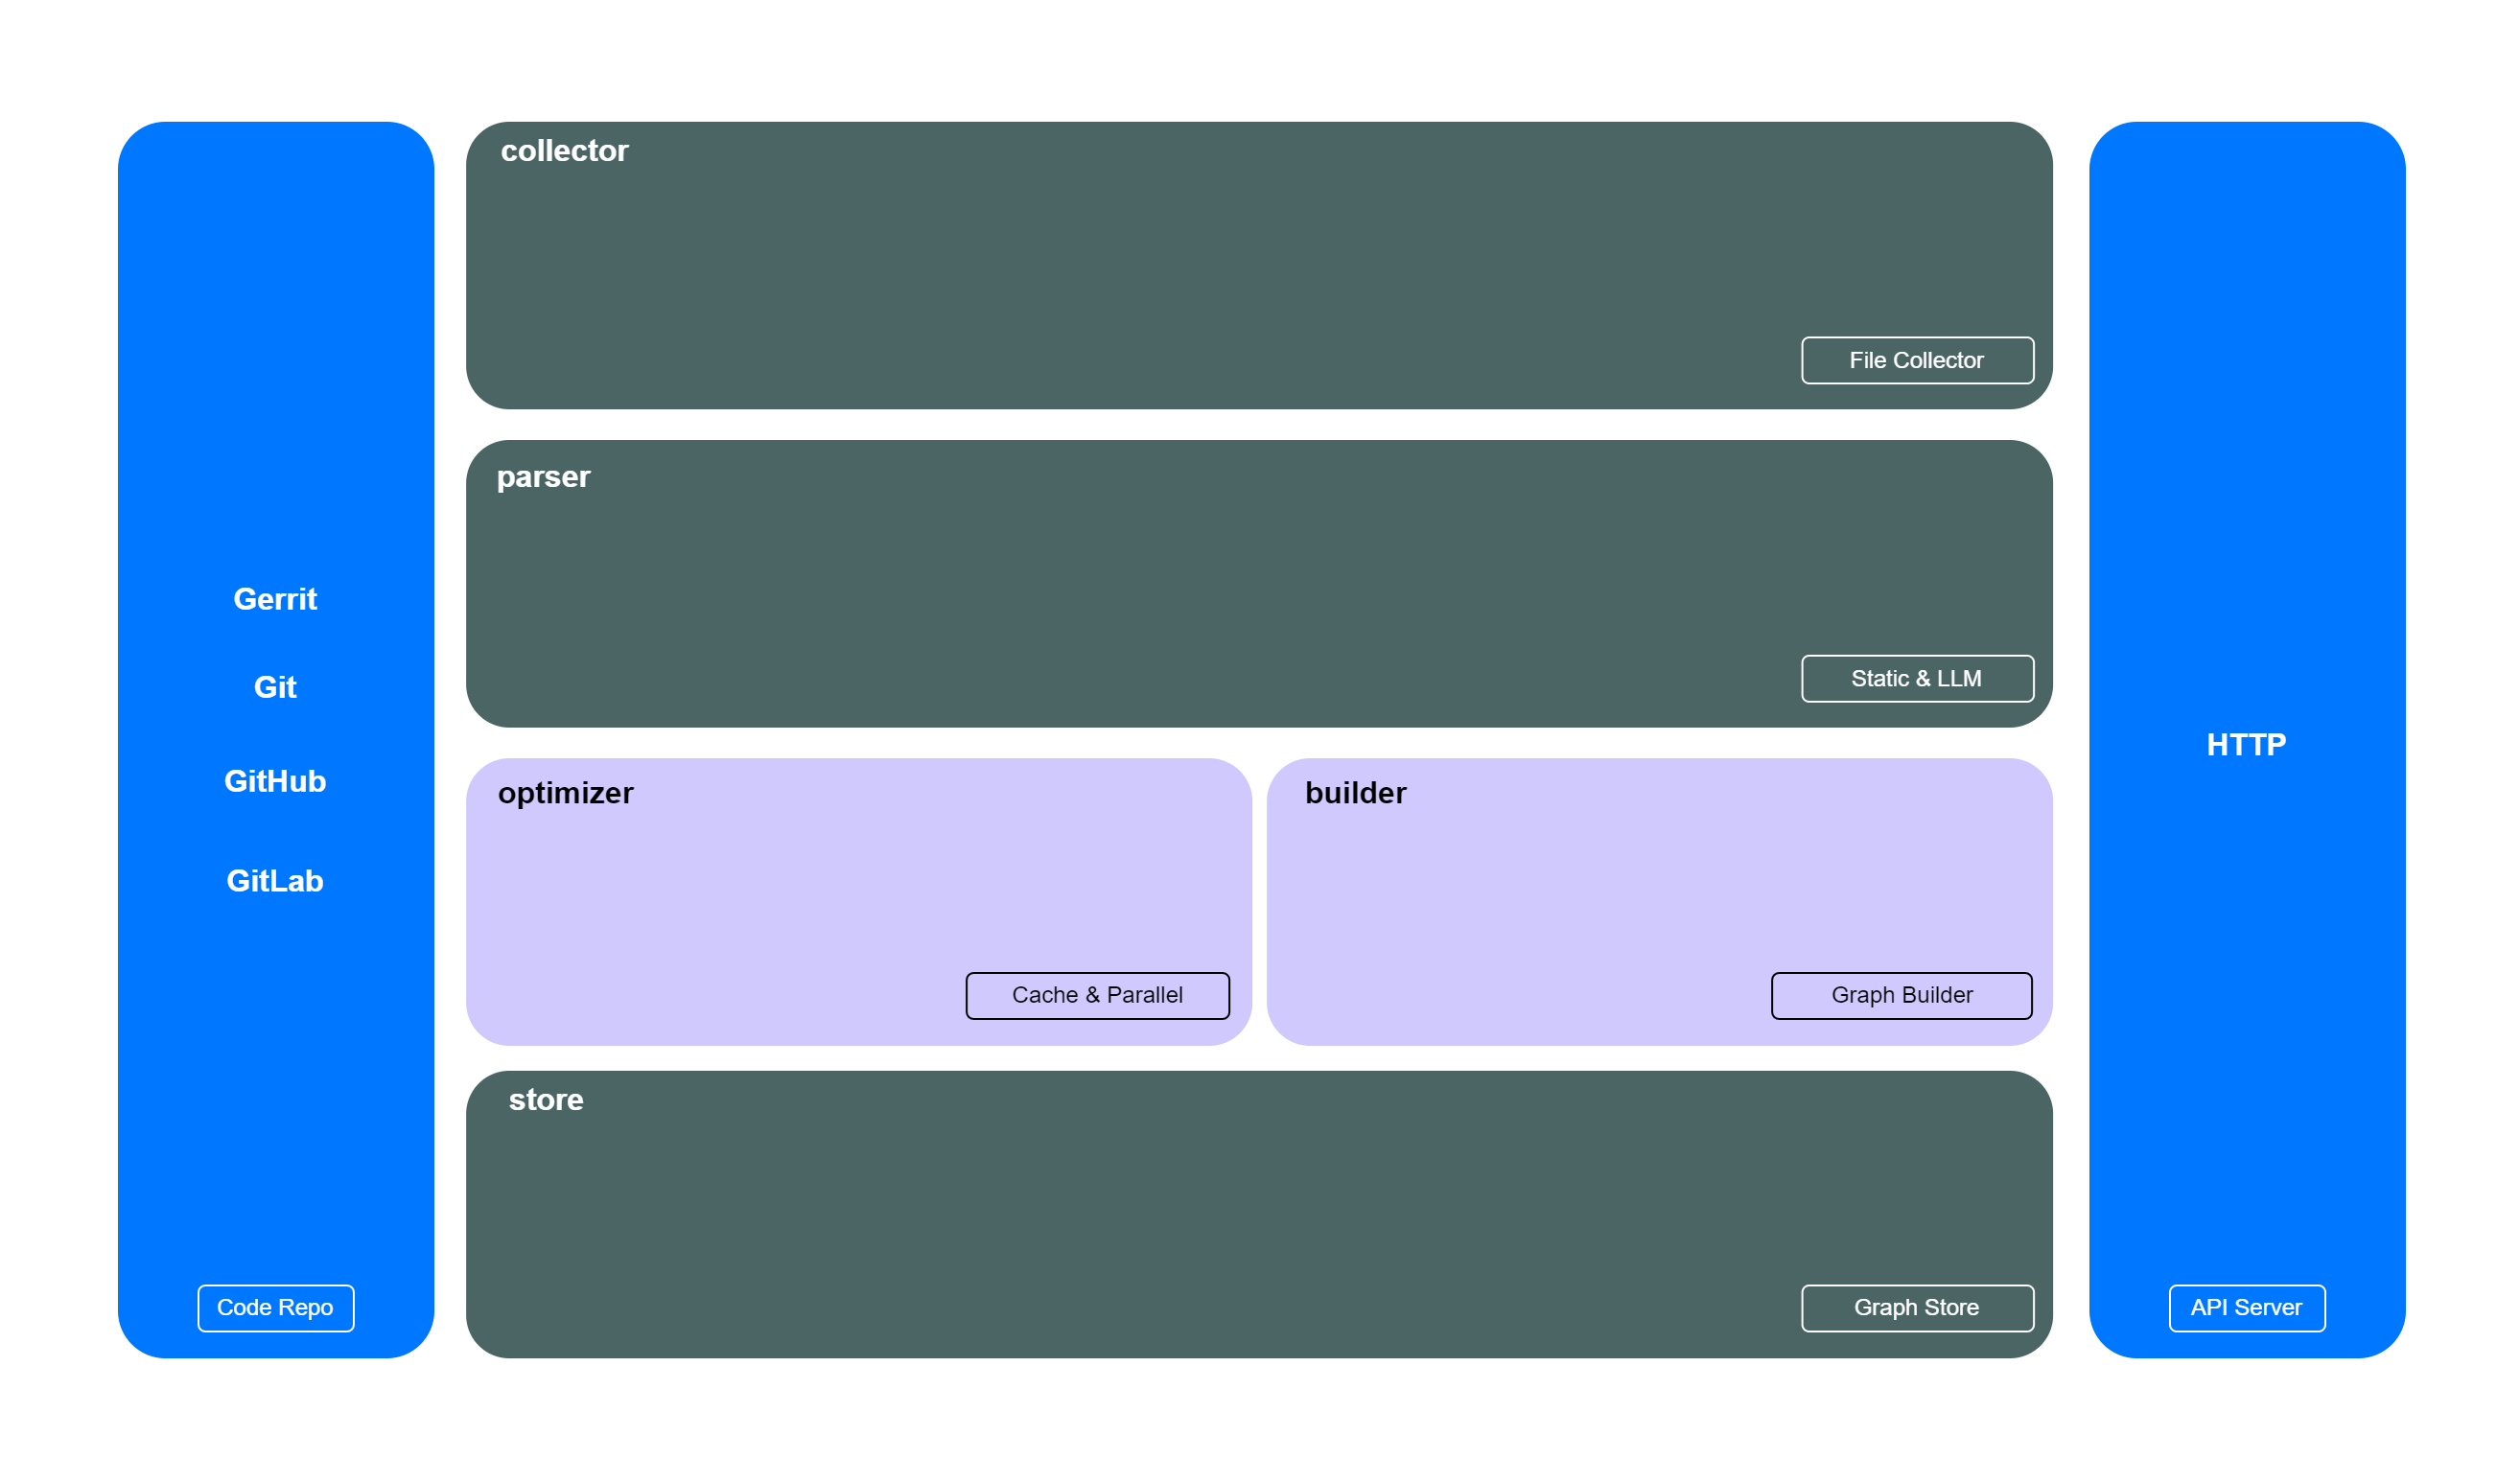 Gerrit
Git
GitHub
GitLab
Code Repo
collector
File Collector
parser
Static & LLM
optimizer
Cache & Parallel
builder
Graph Builder
store
Graph Store
HTTP
API Server